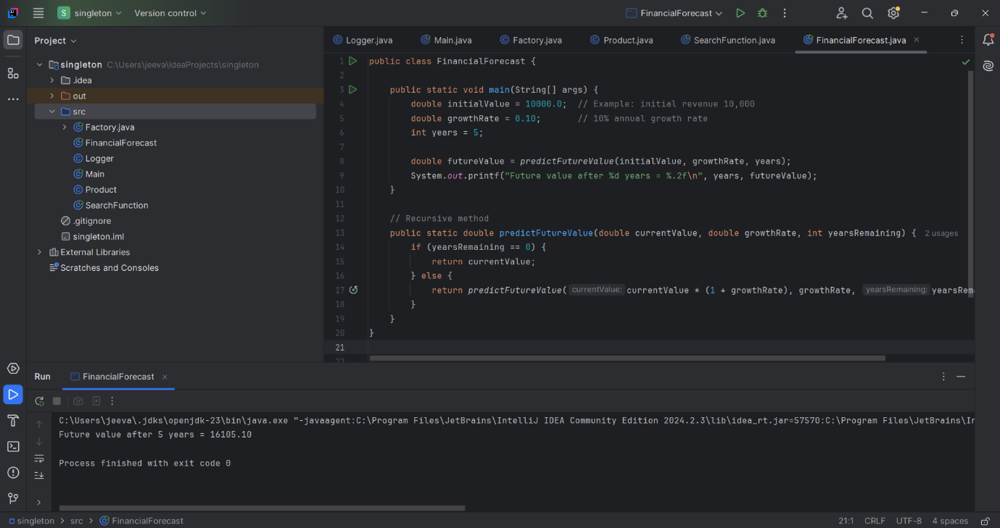 S singleton Version control FinancialForecast
Project
singleton C:\Users\jeeva\IdeaProjects\singleton
.idea
out
src
Factory.java
FinancialForecast
Logger
Main
Product
SearchFunction
.gitignore
singleton.iml
External Libraries
Scratches and Consoles
Logger.java Main.java Factory.java Product.java SearchFunction.java FinancialForecast.java
1 public class FinancialForecast {
2
3 public static void main(String[] args) {
4 double initialValue = 10000.0; // Example: initial revenue 10,000
5 double growthRate = 0.10; // 10% annual growth rate
6 int years = 5;
7
8 double futureValue = predictFutureValue(initialValue, growthRate, years);
9 System.out.printf("Future value after %d years = %.2f\n", years, futureValue);
10 }
11
12 // Recursive method
13 public static double predictFutureValue(double currentValue, double growthRate, int yearsRemaining) { 2 usages
14 if (yearsRemaining == 0) {
15 return currentValue;
16 } else {
17 return predictFutureValue( currentValue: currentValue * (1 + growthRate), growthRate, yearsRemaining: yearsRema
18 }
19 }
20 }
21
22
Run FinancialForecast
C:\Users\jeeva\.jdks\openjdk-23\bin\java.exe "-javaagent:C:\Program Files\JetBrains\IntelliJ IDEA Community Edition 2024.2.3\lib\idea_rt.jar=57570:C:\Program Files\JetBrains\In
Future value after 5 years = 16105.10
Process finished with exit code 0
singleton > src > FinancialForecast 21:1 CRLF UTF-8 4 spaces